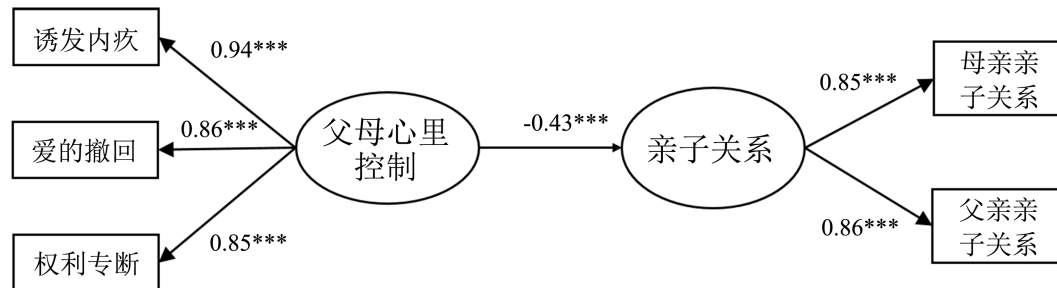 诱发内疚
0.94***
爱的撤回
0.86***
权利专断
0.85***
父母心里
控制
-0.43***
亲子关系
0.85***
母亲亲
子关系
0.86***
父亲亲
子关系